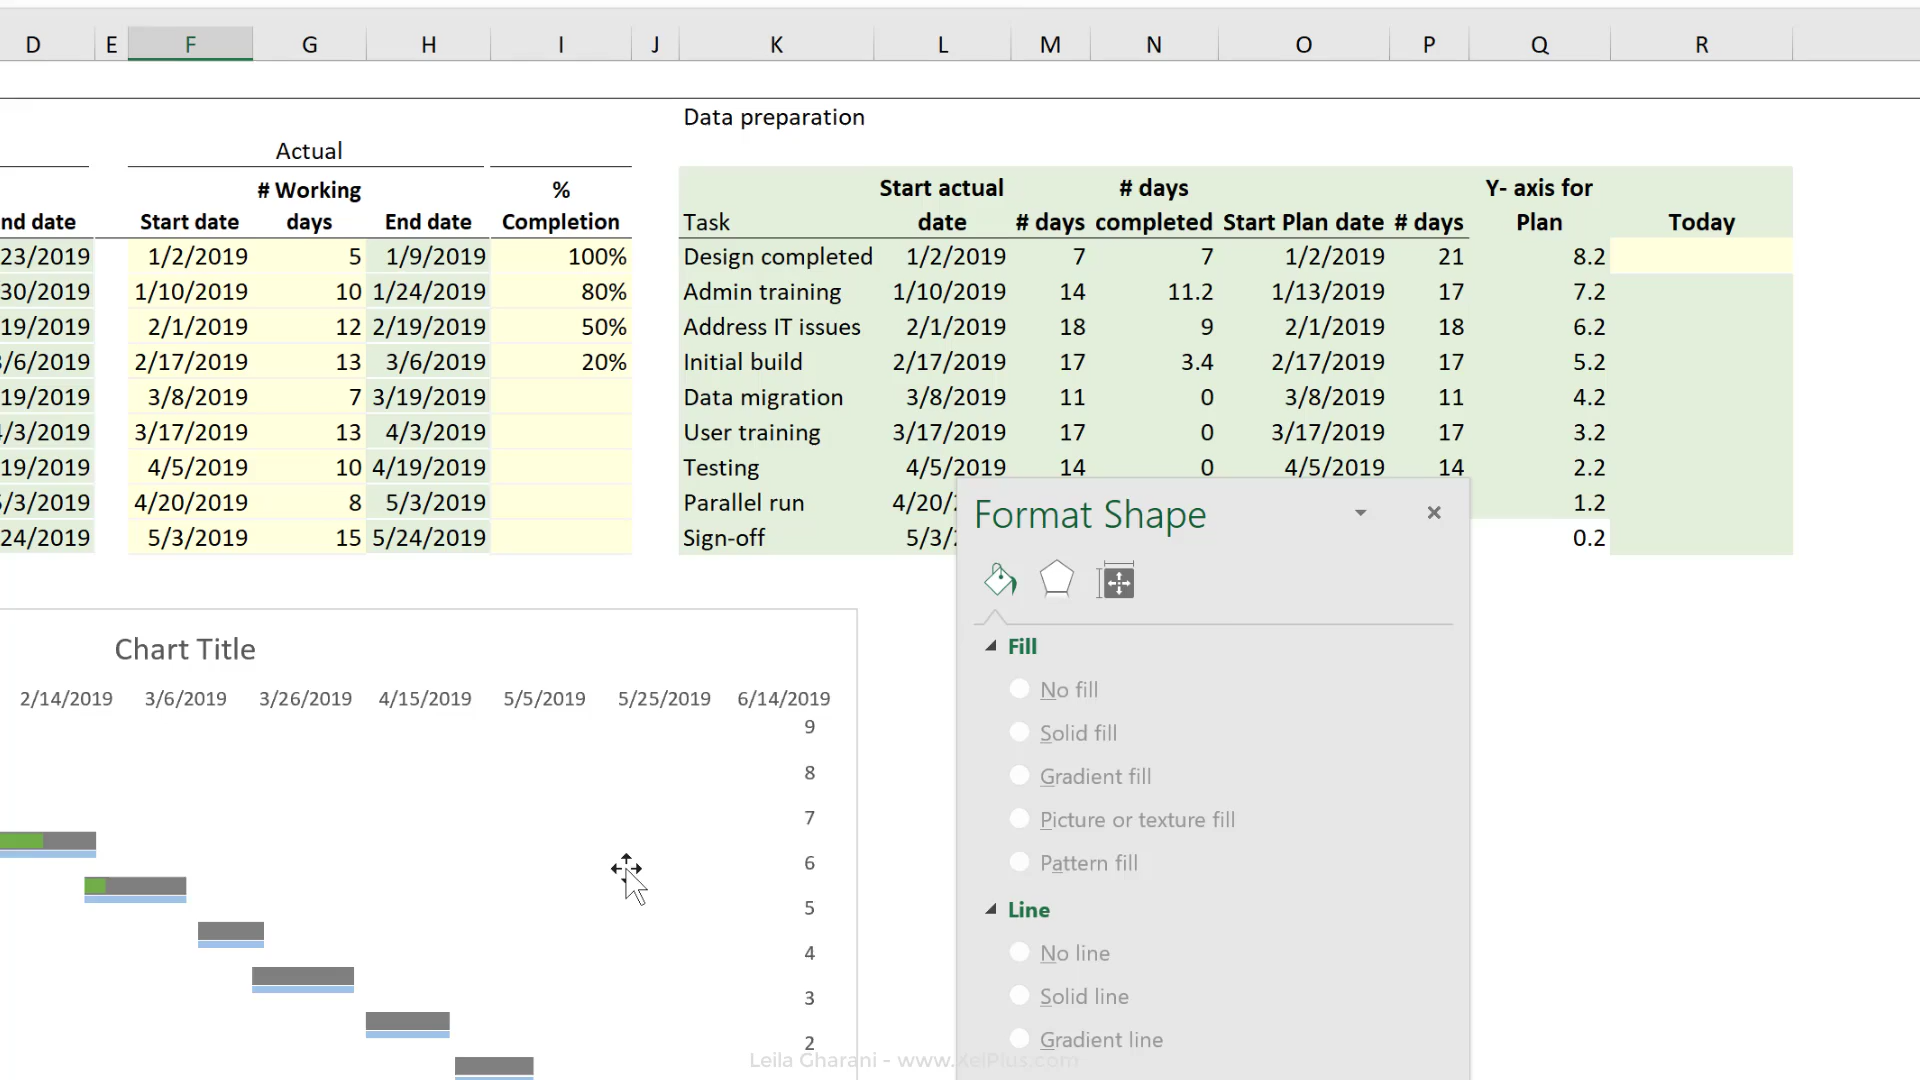 D E F G H I J K L M N O P Q R
Data preparation
Actual
# Working % Start actual # days Y- axis for
nd date Start date days End date Completion Task date # days completed Start Plan date # days Plan Today
23/2019 1/2/2019 5 1/9/2019 100% Design completed 1/2/2019 7 7 1/2/2019 21 8.2
30/2019 1/10/2019 10 1/24/2019 80% Admin training 1/10/2019 14 11.2 1/13/2019 17 7.2
19/2019 2/1/2019 12 2/19/2019 50% Address IT issues 2/1/2019 18 9 2/1/2019 18 6.2
3/6/2019 2/17/2019 13 3/6/2019 20% Initial build 2/17/2019 17 3.4 2/17/2019 17 5.2
19/2019 3/8/2019 7 3/19/2019 Data migration 3/8/2019 11 0 3/8/2019 11 4.2
4/3/2019 3/17/2019 13 4/3/2019 User training 3/17/2019 17 0 3/17/2019 17 3.2
19/2019 4/5/2019 10 4/19/2019 Testing 4/5/2019 14 0 4/5/2019 14 2.2
5/3/2019 4/20/2019 8 5/3/2019 Parallel run 4/20/ 1.2
24/2019 5/3/2019 15 5/24/2019 Sign-off 5/3/ 0.2
Format Shape
Fill
No fill
Solid fill
Gradient fill
Picture or texture fill
Pattern fill
Line
No line
Solid line
Gradient line
Chart Title
2/14/2019 3/6/2019 3/26/2019 4/15/2019 5/5/2019 5/25/2019 6/14/2019
9
8
7
6
5
4
3
2
Leila Gharani - www.XelPlus.com